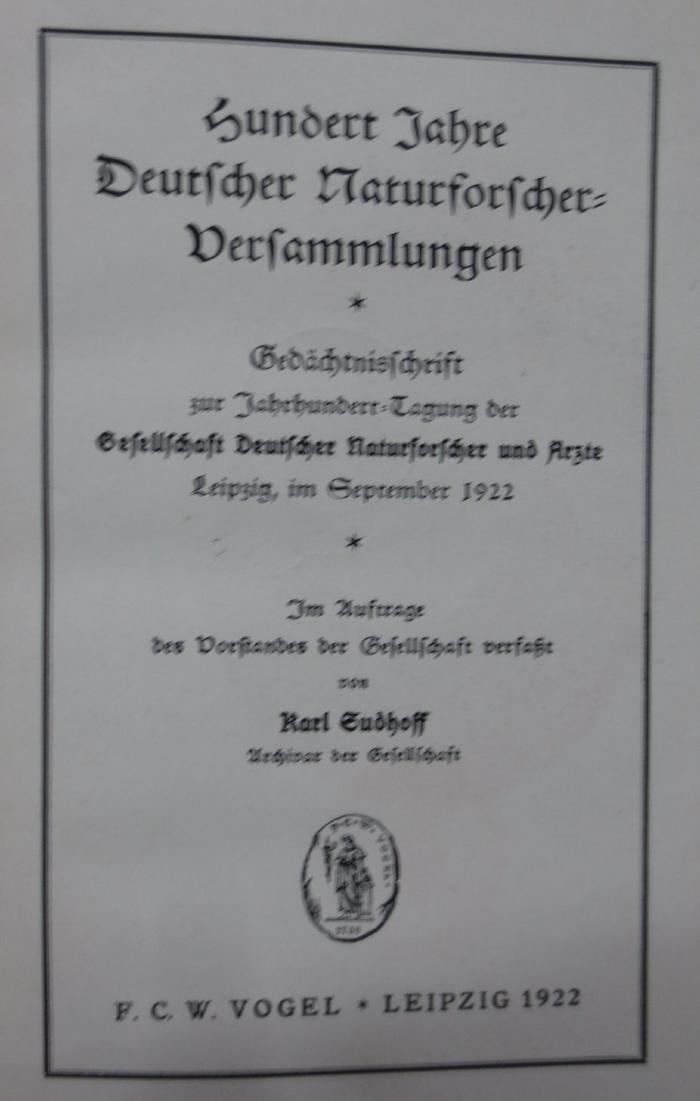 Hundert Jahre
Deutscher Naturforscher-
Versammlungen
*
Gedächtnisschrift
zur Jahrhundert-Tagung der
Gesellschaft Deutscher Naturforscher und Ärzte
Leipzig, im September 1922
*
Im Auftrage
des Vorstandes der Gesellschaft verfaßt
von
Karl Sudhoff
Archivar der Gesellschaft
F. C. W. VOGEL
F. C. W. VOGEL * LEIPZIG 1922